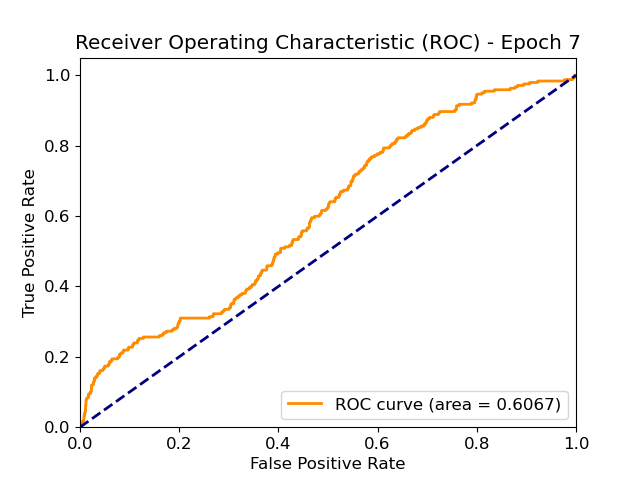 Receiver Operating Characteristic (ROC) - Epoch 7
True Positive Rate
1.0
0.8
0.6
0.4
0.2
0.0
ROC curve (area = 0.6067)
0.0 0.2 0.4 0.6 0.8 1.0
False Positive Rate